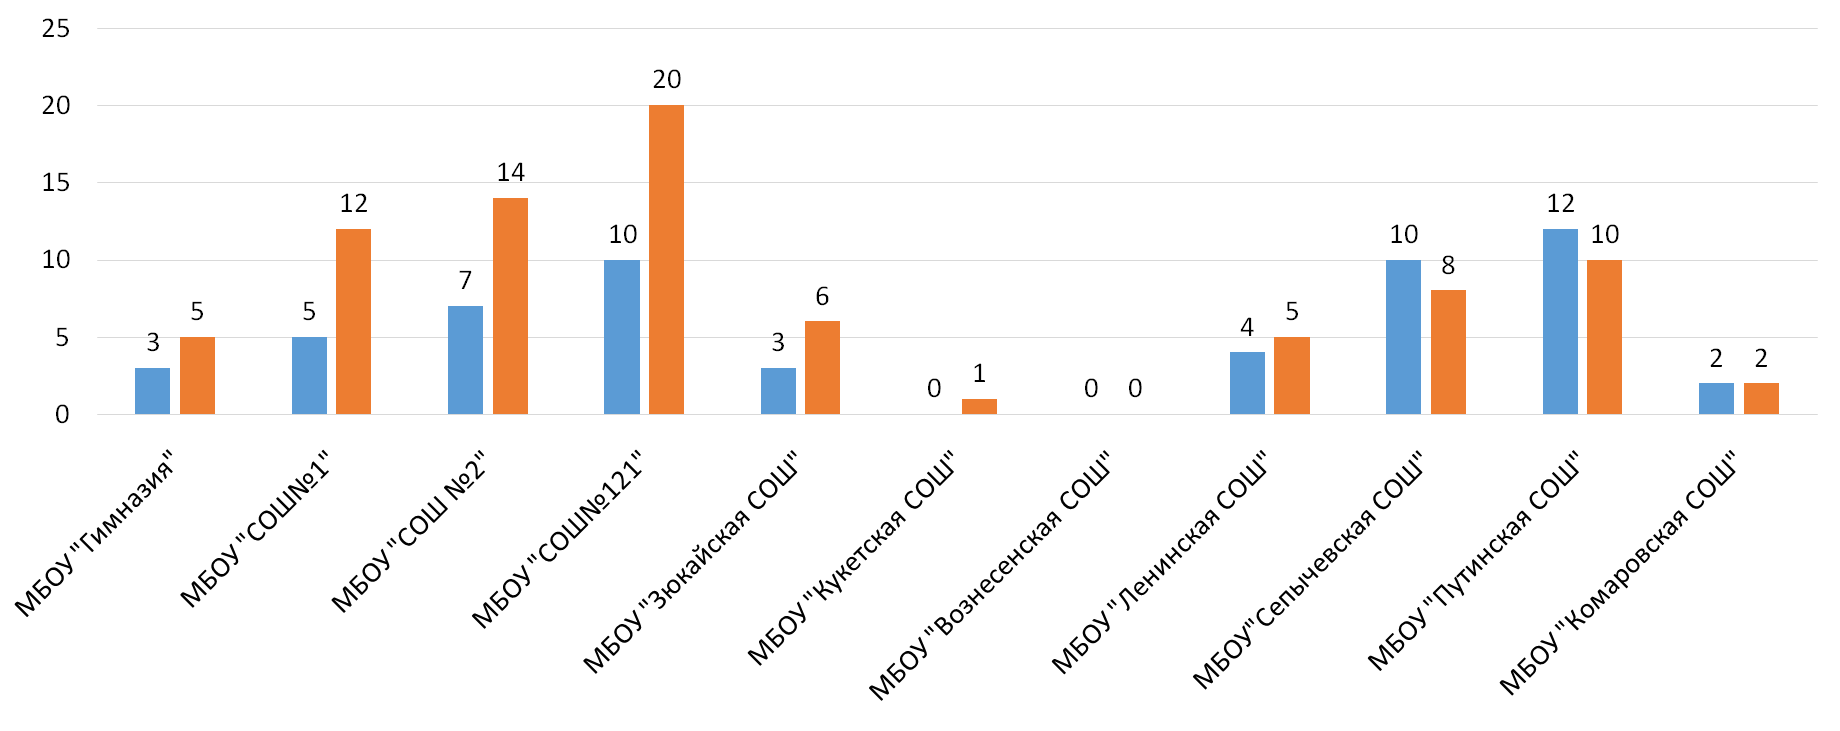 25
20
15
10
5
0
3
5
5
12
7
14
10
20
3
6
0
1
0
0
4
5
10
8
12
10
2
2
МБОУ "Гимназия"
МБОУ "СОШ№1"
МБОУ "СОШ №2"
МБОУ "СОШ№121"
МБОУ "Зюкайская СОШ"
МБОУ "Кукетская СОШ"
МБОУ "Вознесенская СОШ"
МБОУ "Ленинская СОШ"
МБОУ"Сепычевская СОШ"
МБОУ "Путинская СОШ"
МБОУ "Комаровская СОШ"